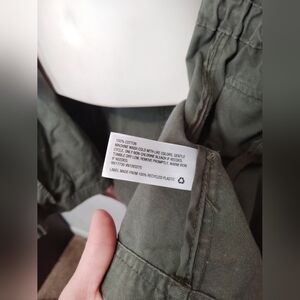 100% COTTON
MACHINE WASH COLD WITH LIKE COLORS, GENTLE
CYCLE, ONLY NON-CHLORINE BLEACH IF NEEDED,
TUMBLE DRY LOW, REMOVE PROMPTLY, WARM IRON
IF NEEDED.
LABEL MADE FROM 100% RECYCLED PLASTIC